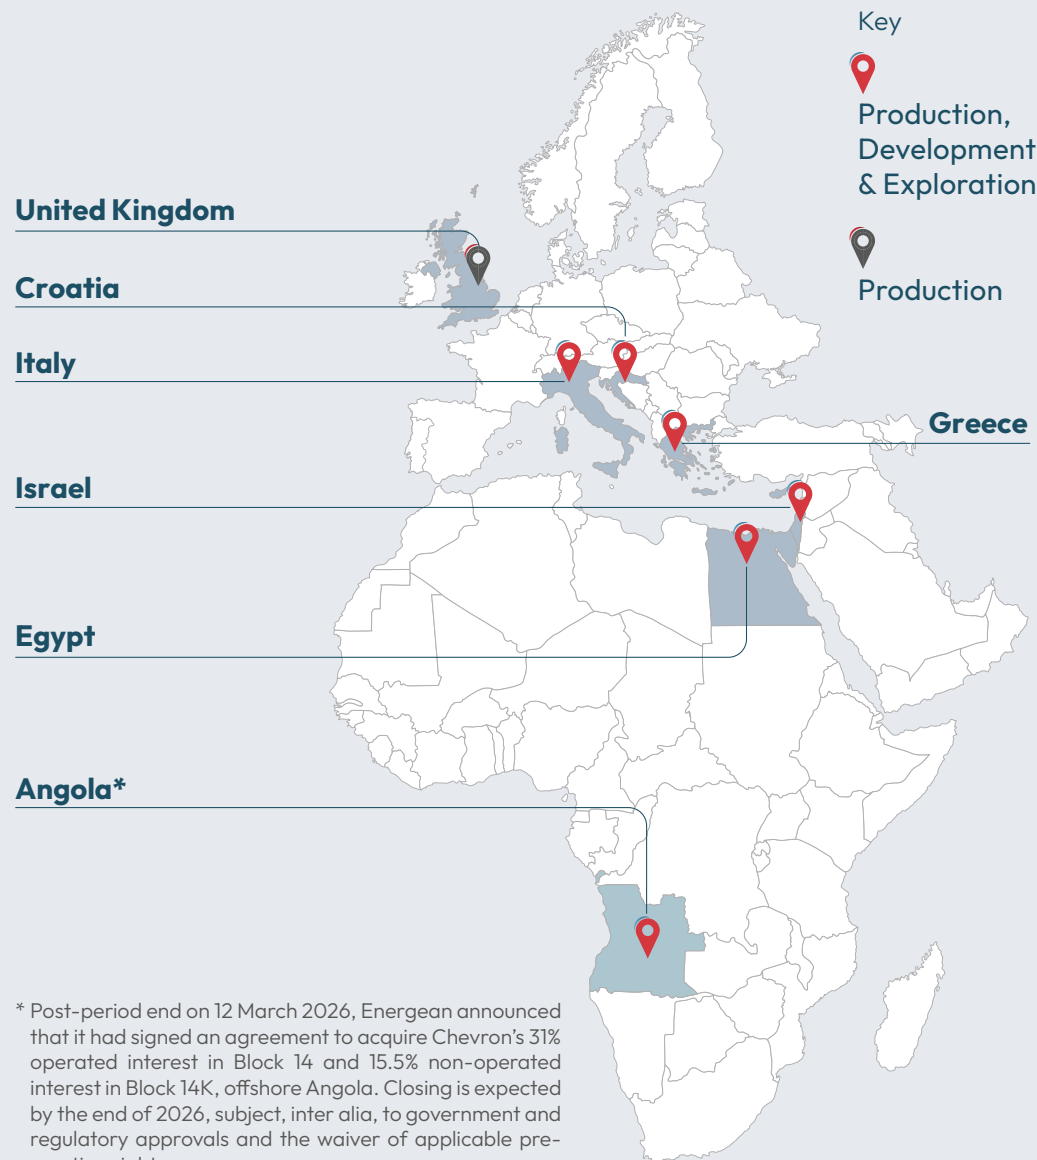 Key
Production,
Development
& Exploration
Production
United Kingdom
Croatia
Italy
Greece
Israel
Egypt
Angola*
* Post-period end on 12 March 2026, Energean announced
that it had signed an agreement to acquire Chevron's 31%
operated interest in Block 14 and 15.5% non-operated
interest in Block 14K, offshore Angola. Closing is expected
by the end of 2026, subject, inter alia, to government and
regulatory approvals and the waiver of applicable pre-